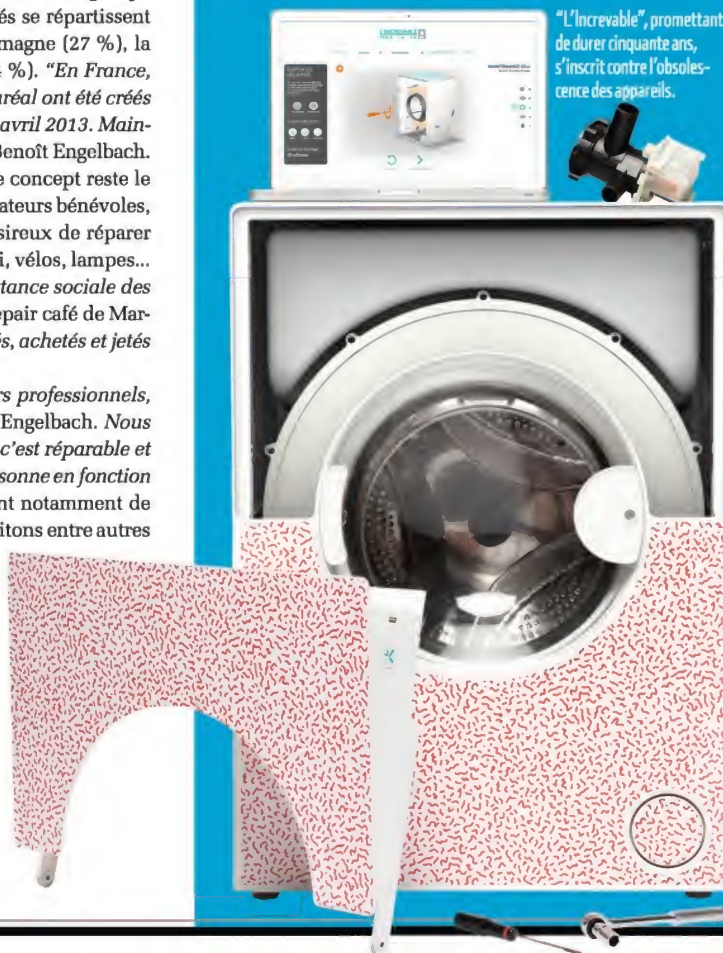 és se répartissent
magne (27 %), la
%). "En France,
aréal ont été créés
avril 2013. Main-
Benoît Engelbach.
e concept reste le
ateurs bénévoles,
sireux de réparer
i, vélos, lampes...
tance sociale des
epair café de Mar-
és, achetés et jetés
rs professionnels,
Engelbach. Nous
c'est réparable et
sonne en fonction
nt notamment de
itons entre autres
"L'Increvable", promettant
de durer cinquante ans,
s'inscrit contre l'obsoles-
cence des appareils.
L'INCREVABLE